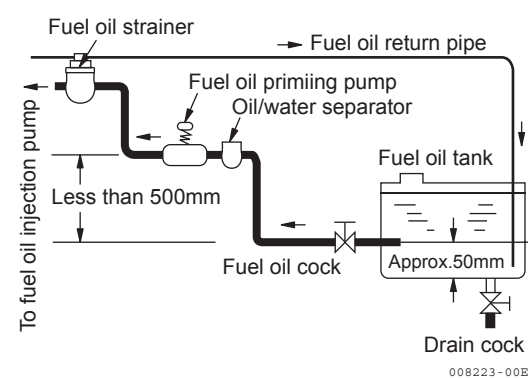 Fuel oil strainer
Fuel oil return pipe
Fuel oil primiing pump
Oil/water separator
Fuel oil tank
Less than 500mm
To fuel oil injection pump
Fuel oil cock
Approx.50mm
Drain cock
008223-00E